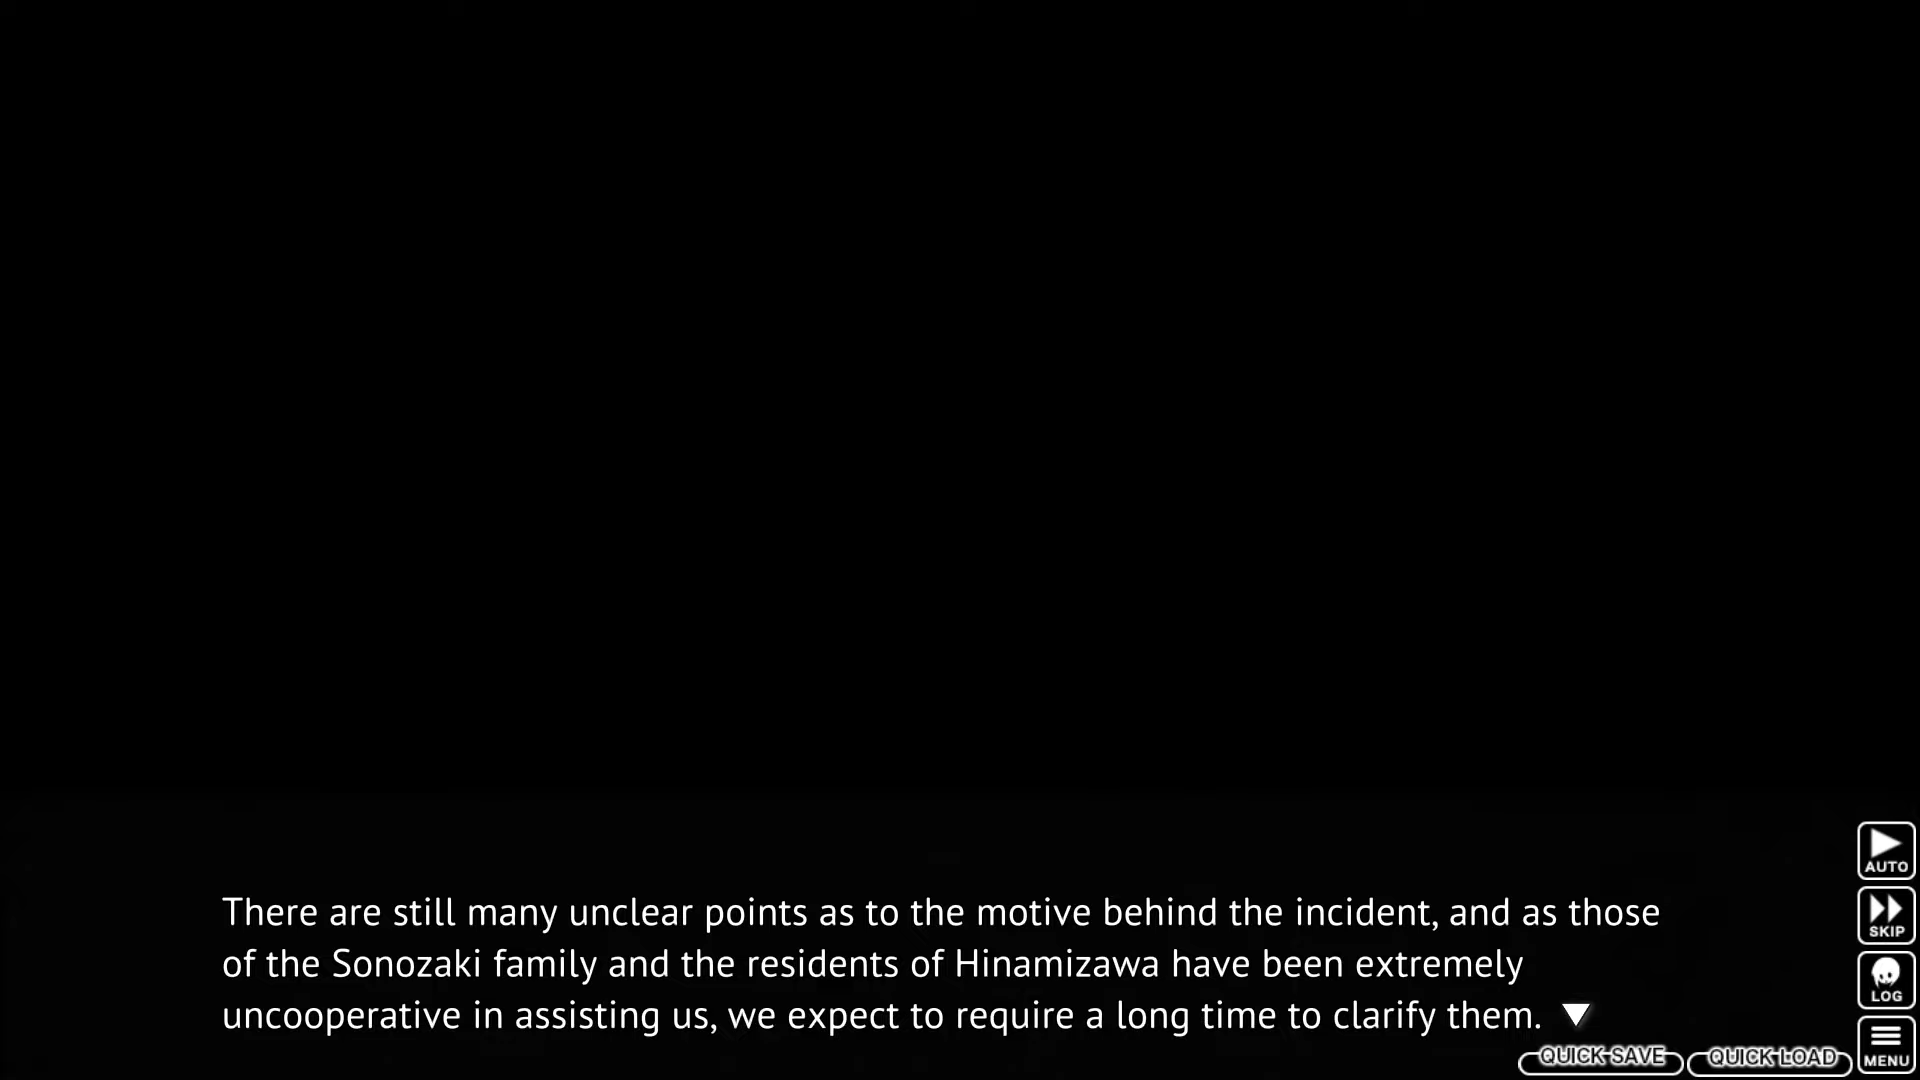 There are still many unclear points as to the motive behind the incident, and as those
of the Sonozaki family and the residents of Hinamizawa have been extremely
uncooperative in assisting us, we expect to require a long time to clarify them.
AUTO
SKIP
LOG
MENU
QUICK SAVE
QUICK LOAD